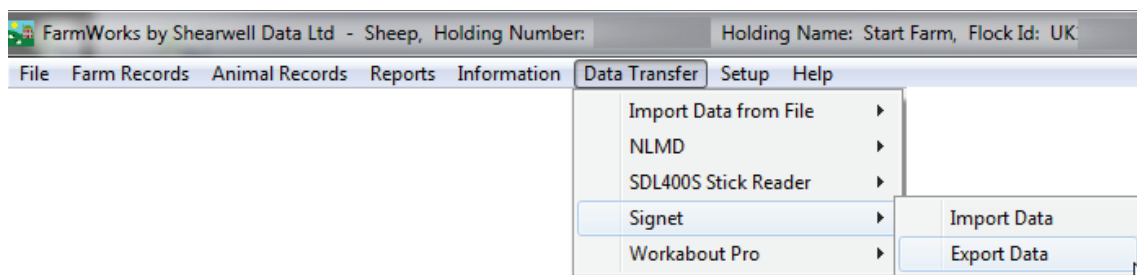 FarmWorks by Shearwell Data Ltd - Sheep, Holding Number: Holding Name: Start Farm, Flock Id: UK
File Farm Records Animal Records Reports Information Data Transfer Setup Help
Import Data from File
NLMD
SDL400S Stick Reader
Signet
Import Data
Workabout Pro
Export Data